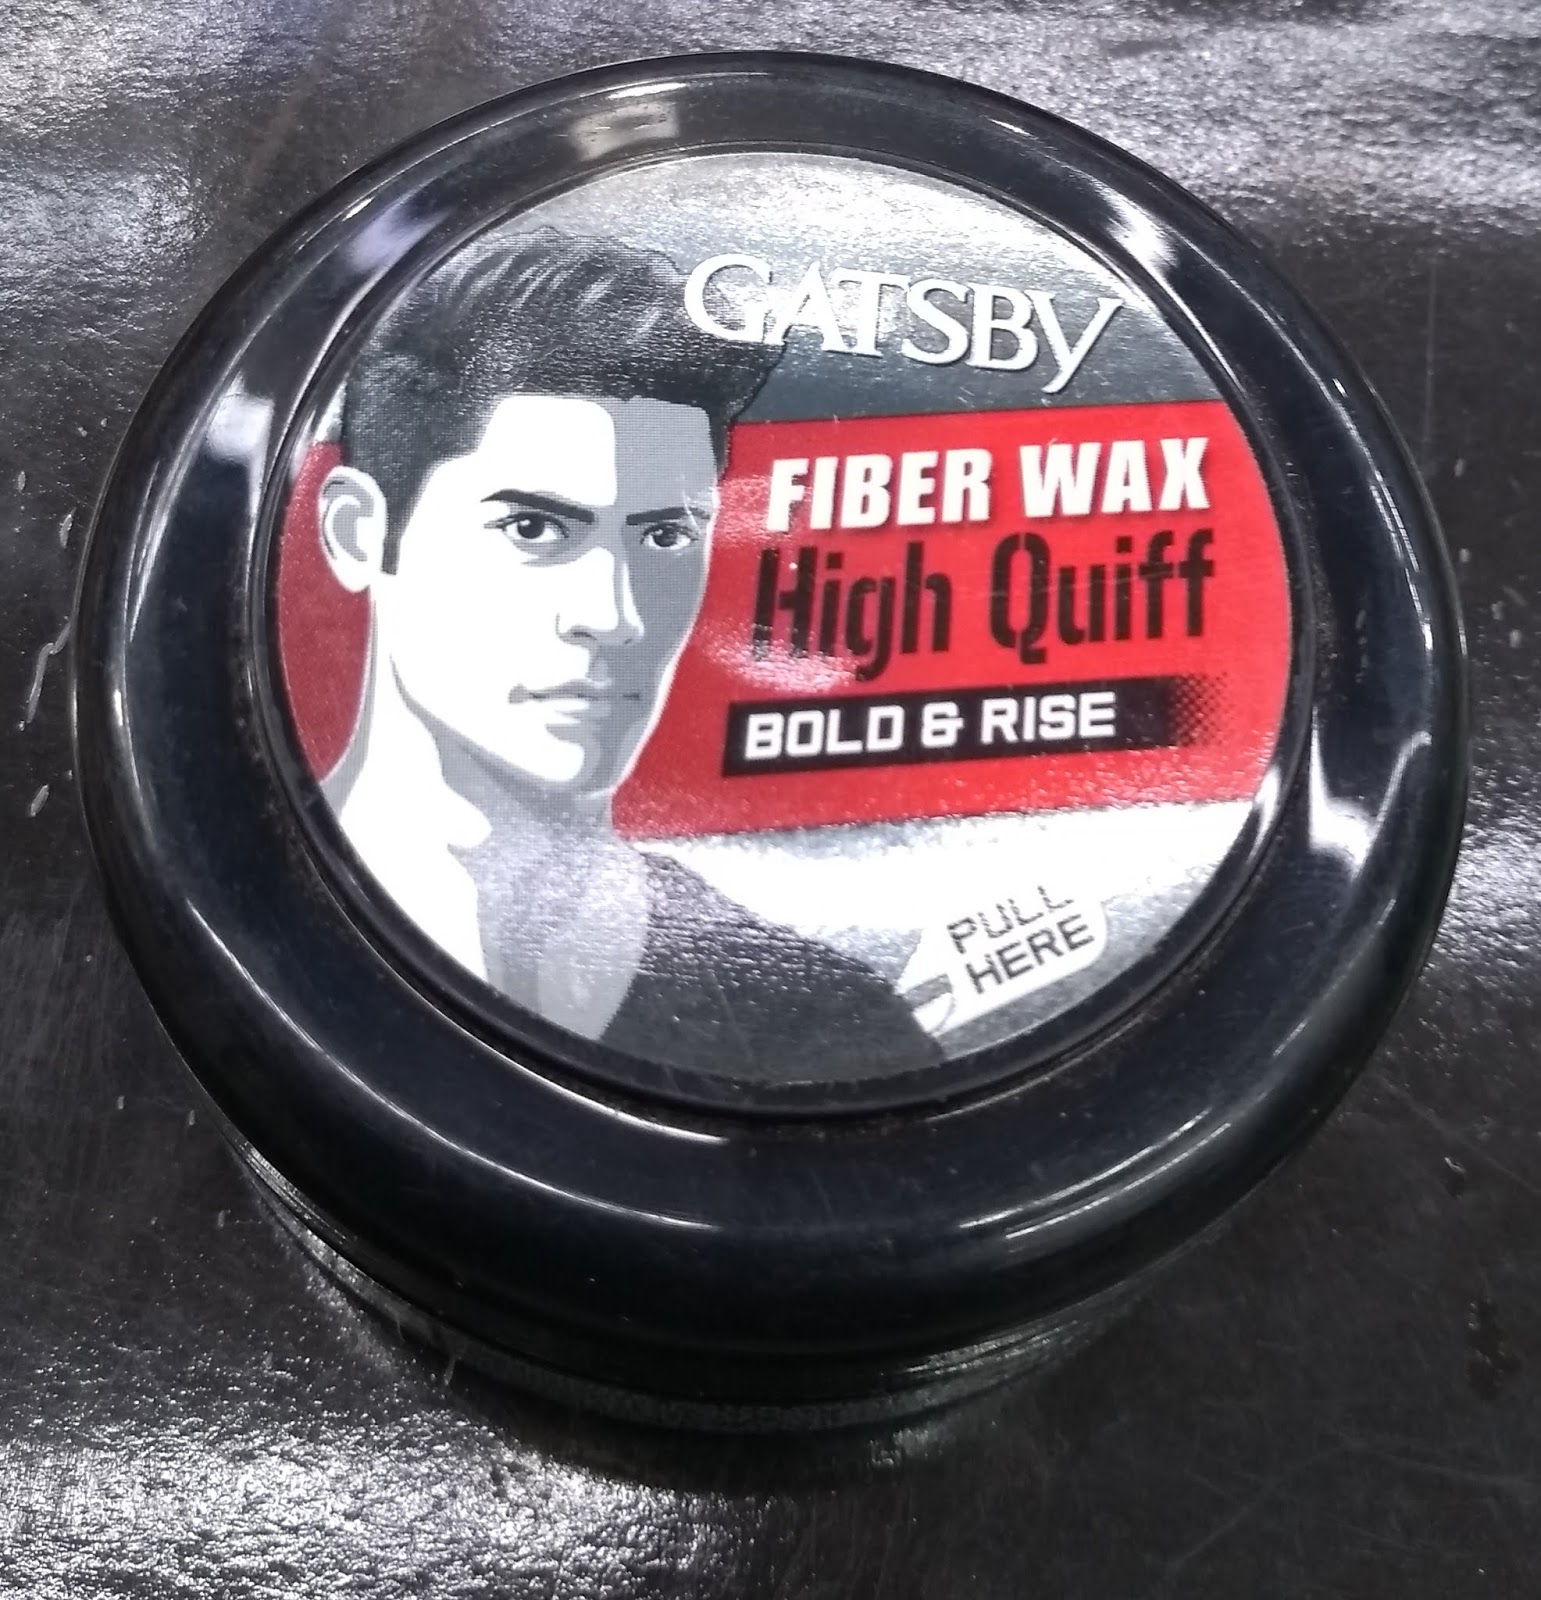 GATSBY
FIBER WAX
High Quiff
BOLD & RISE
PULL
HERE